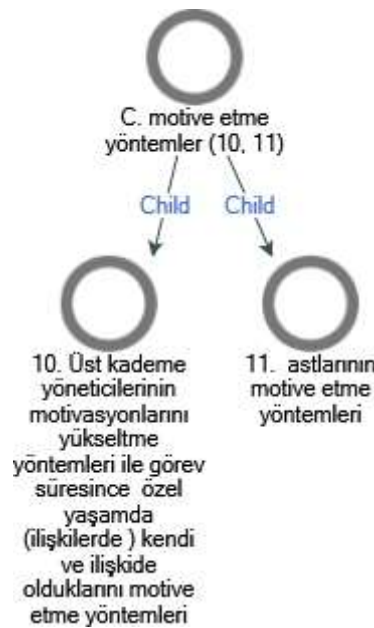 C. motive etme
yöntemler (10, 11)
Child Child
10. Üst kademe
yöneticilerinin
motivasyonlarını
yükseltme
yöntemleri ile görev
süresince özel
yaşamda
(ilişkilerde ) kendi
ve ilişkide
olduklarını motive
etme yöntemleri
11. astlarının
motive etme
yöntemleri